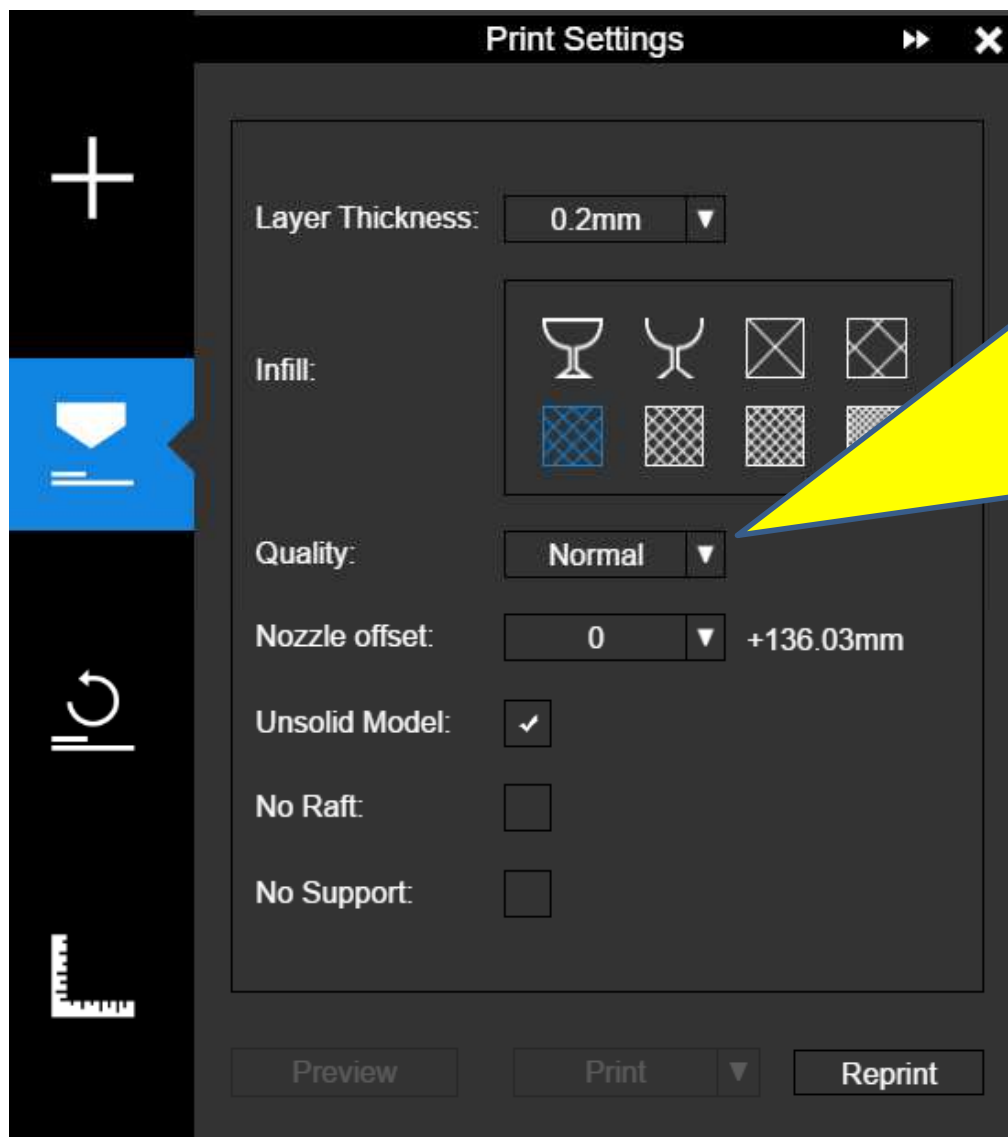 Print Settings
Layer Thickness: 0.2mm
Infill:
Quality: Normal
Nozzle offset: 0 +136.03mm
Unsolid Model:
No Raft:
No Support:
Preview Print Reprint